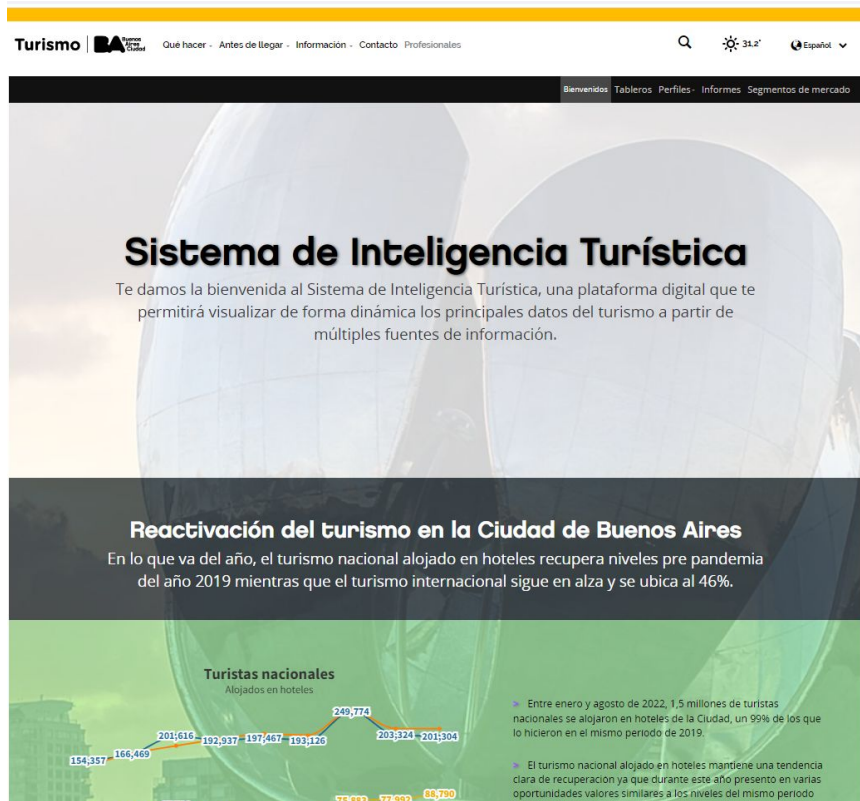 Turismo BA Buenos Aires Ciudad Qué hacer - Antes de llegar - Información - Contacto Profesionales 31.2° Español
Bienvenidos Tableros Perfiles - Informes Segmentos de mercado
Sistema de Inteligencia Turística
Te damos la bienvenida al Sistema de Inteligencia Turística, una plataforma digital que te
permitirá visualizar de forma dinámica los principales datos del turismo a partir de
múltiples fuentes de información.
Reactivación del turismo en la Ciudad de Buenos Aires
En lo que va del año, el turismo nacional alojado en hoteles recupera niveles pre pandemia
del año 2019 mientras que el turismo internacional sigue en alza y se ubica al 46%.
Turistas nacionales
Alojados en hoteles
154,357 166,469 201,616 192,937 197,467 193,126 249,774 203,324 201,304
75,883 77,992 88,790
» Entre enero y agosto de 2022, 1,5 millones de turistas
nacionales se alojaron en hoteles de la Ciudad, un 99% de los que
lo hicieron en el mismo periodo de 2019.
» El turismo nacional alojado en hoteles mantiene una tendencia
clara de recuperación ya que durante este año presento en varias
oportunidades valores similares a los niveles del mismo periodo